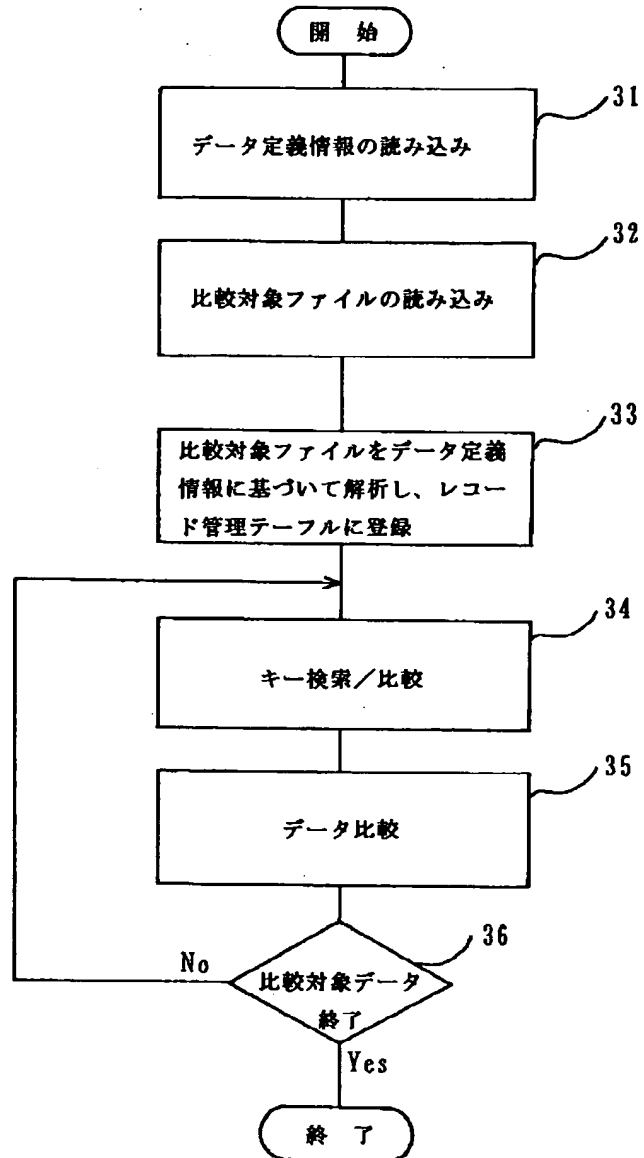 開 始
31
データ定義情報の読み込み
32
比較対象ファイルの読み込み
33
比較対象ファイルをデータ定義
情報に基づいて解析し、レコー
ド管理テーフルに登録
34
キー検索／比較
35
データ比較
36
No
比較対象データ
終了
Yes
終 了